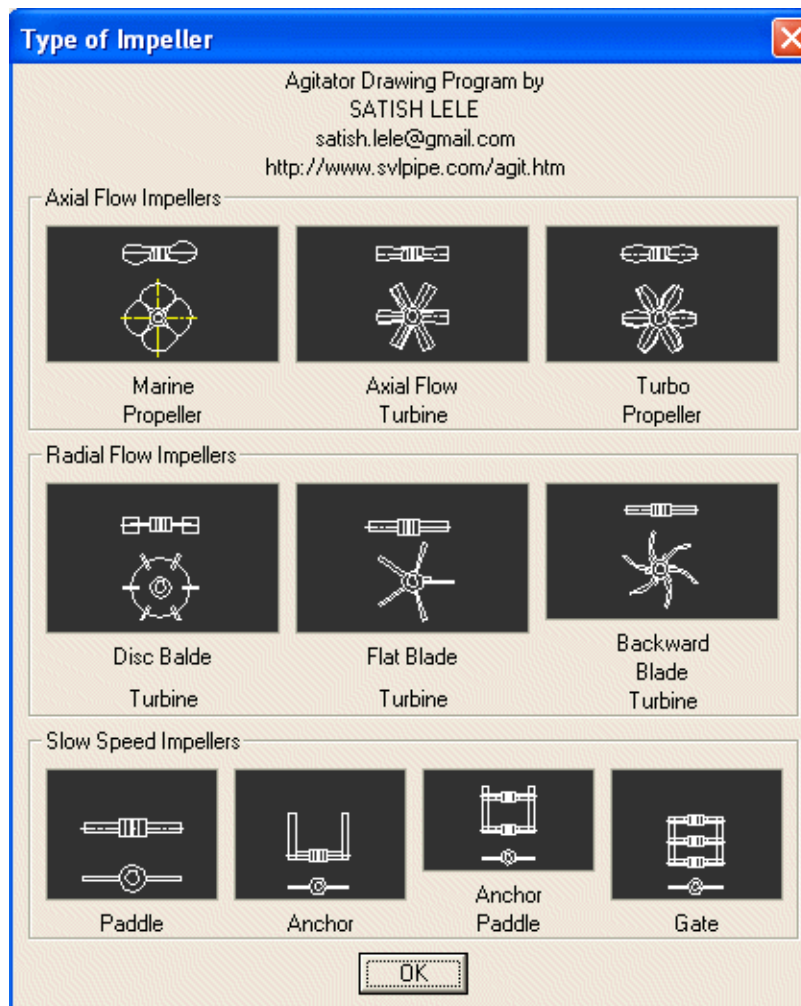 Type of Impeller
Agitator Drawing Program by
SATISH LELE
satish.lele@gmail.com
http://www.svlpipe.com/agit.htm
Axial Flow Impellers
Marine
Propeller
Axial Flow
Turbine
Turbo
Propeller
Radial Flow Impellers
Disc Balde
Turbine
Flat Blade
Turbine
Backward
Blade
Turbine
Slow Speed Impellers
Paddle
Anchor
Anchor
Paddle
Gate
OK